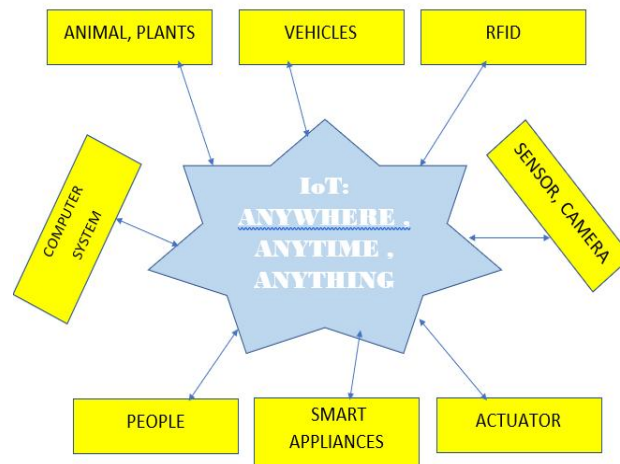 ANIMAL, PLANTS
VEHICLES
RFID
COMPUTER
SYSTEM
IoT:
ANYWHERE ,
ANYTIME ,
ANYTHING
SENSOR, CAMERA
PEOPLE
SMART
APPLIANCES
ACTUATOR